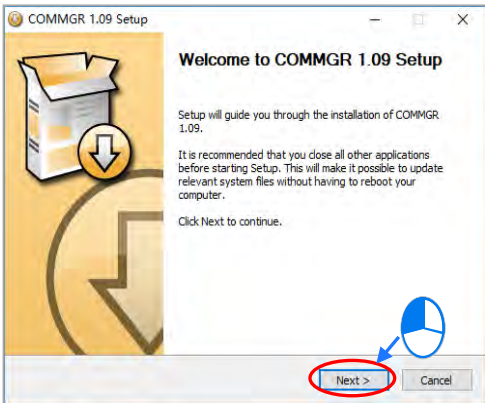 COMMGR 1.09 Setup
Welcome to COMMGR 1.09 Setup
Setup will guide you through the installation of COMMGR
1.09.
It is recommended that you close all other applications
before starting Setup. This will make it possible to update
relevant system files without having to reboot your
computer.
Click Next to continue.
Next >
Cancel